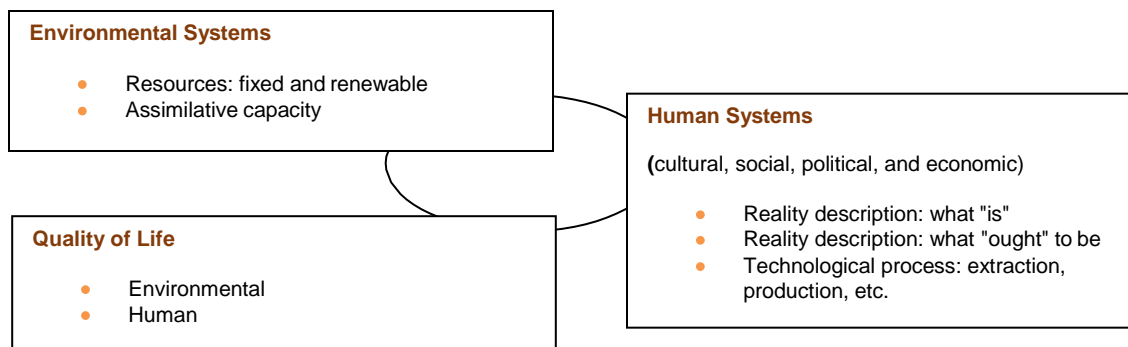 Environmental Systems
● Resources: fixed and renewable
● Assimilative capacity
Human Systems
(cultural, social, political, and economic)
● Reality description: what "is"
● Reality description: what "ought" to be
● Technological process: extraction,
production, etc.
Quality of Life
● Environmental
● Human